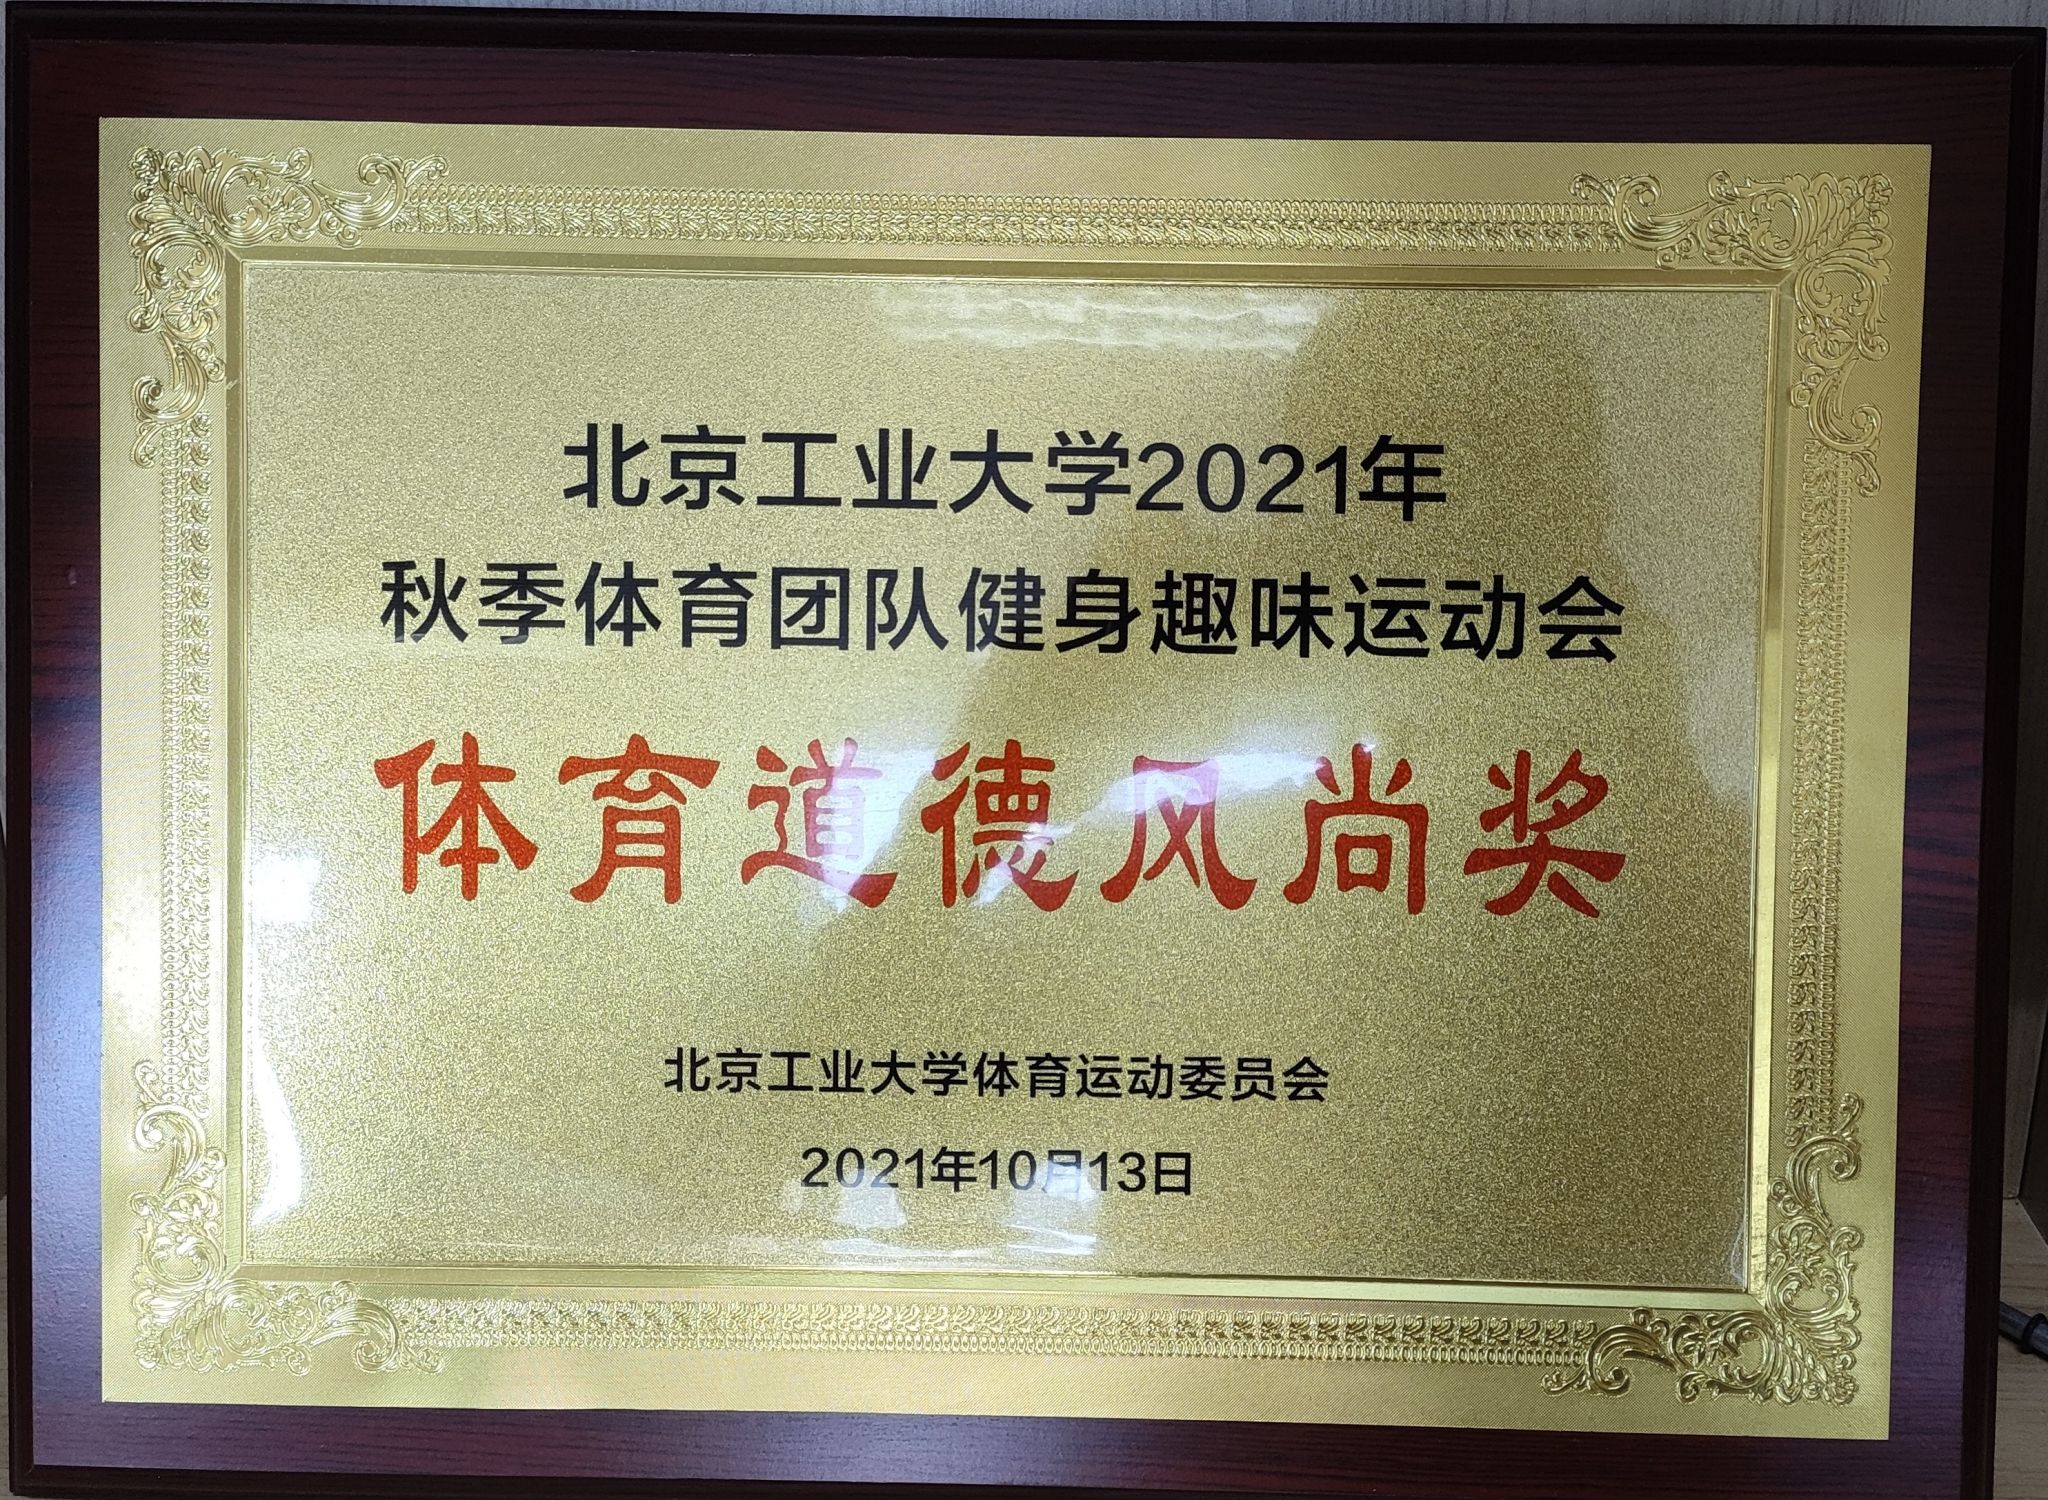 北京工业大学2021年
秋季体育团队健身趣味运动会
体育道德风尚奖
北京工业大学体育运动委员会
2021年10月13日